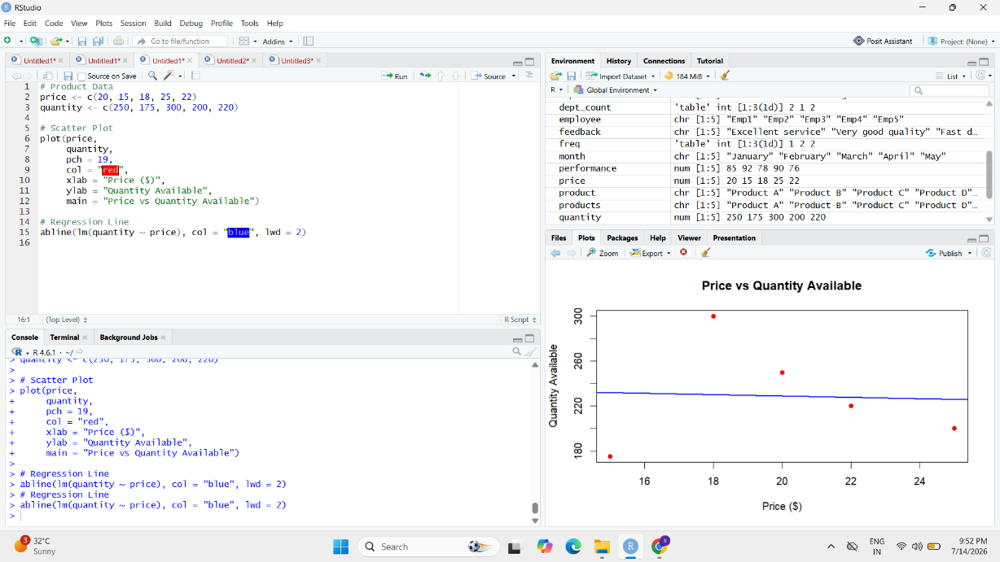 RStudio
File Edit Code View Plots Session Build Debug Profile Tools Help
Go to file/function Addins Posit Assistant Project: (None)
Untitled1* Untitled1* Untitled1* Untitled2* Untitled3*
Source on Save Run Source
1 # Product Data
2 price <- c(20, 15, 18, 25, 22)
3 quantity <- c(250, 175, 300, 200, 220)
4
5 # Scatter Plot
6 plot(price,
7 quantity,
8 pch = 19,
9 col = "red",
10 xlab = "Price ($)",
11 ylab = "Quantity Available",
12 main = "Price vs Quantity Available")
13
14 # Regression Line
15 abline(lm(quantity ~ price), col = "blue", lwd = 2)
16
16:1 (Top Level) R Script
Console Terminal Background Jobs
R 4.6.1 · ~/
> quantity <- c(250, 175, 300, 200, 220)
>
> # Scatter Plot
> plot(price,
+ quantity,
+ pch = 19,
+ col = "red",
+ xlab = "Price ($)",
+ ylab = "Quantity Available",
+ main = "Price vs Quantity Available")
>
> # Regression Line
> abline(lm(quantity ~ price), col = "blue", lwd = 2)
> # Regression Line
> abline(lm(quantity ~ price), col = "blue", lwd = 2)
>
Environment History Connections Tutorial
Import Dataset 184 MiB List
R Global Environment
dept_count 'table' int [1:3(1d)] 2 1 2
employee chr [1:5] "Emp1" "Emp2" "Emp3" "Emp4" "Emp5"
feedback chr [1:5] "Excellent service" "Very good quality" "Fast d…
freq 'table' int [1:3(1d)] 1 2 2
month chr [1:5] "January" "February" "March" "April" "May"
performance num [1:5] 85 92 78 90 76
price num [1:5] 20 15 18 25 22
product chr [1:5] "Product A" "Product B" "Product C" "Product D"…
products chr [1:5] "Product A" "Product B" "Product C" "Product D"…
quantity num [1:5] 250 175 300 200 220
Files Plots Packages Help Viewer Presentation
Zoom Export Publish
Price vs Quantity Available
Quantity Available
300
260
220
180
16 18 20 22 24
Price ($)
3
32°C
Sunny
Search
6
ENG
IN
9:52 PM
7/14/2026